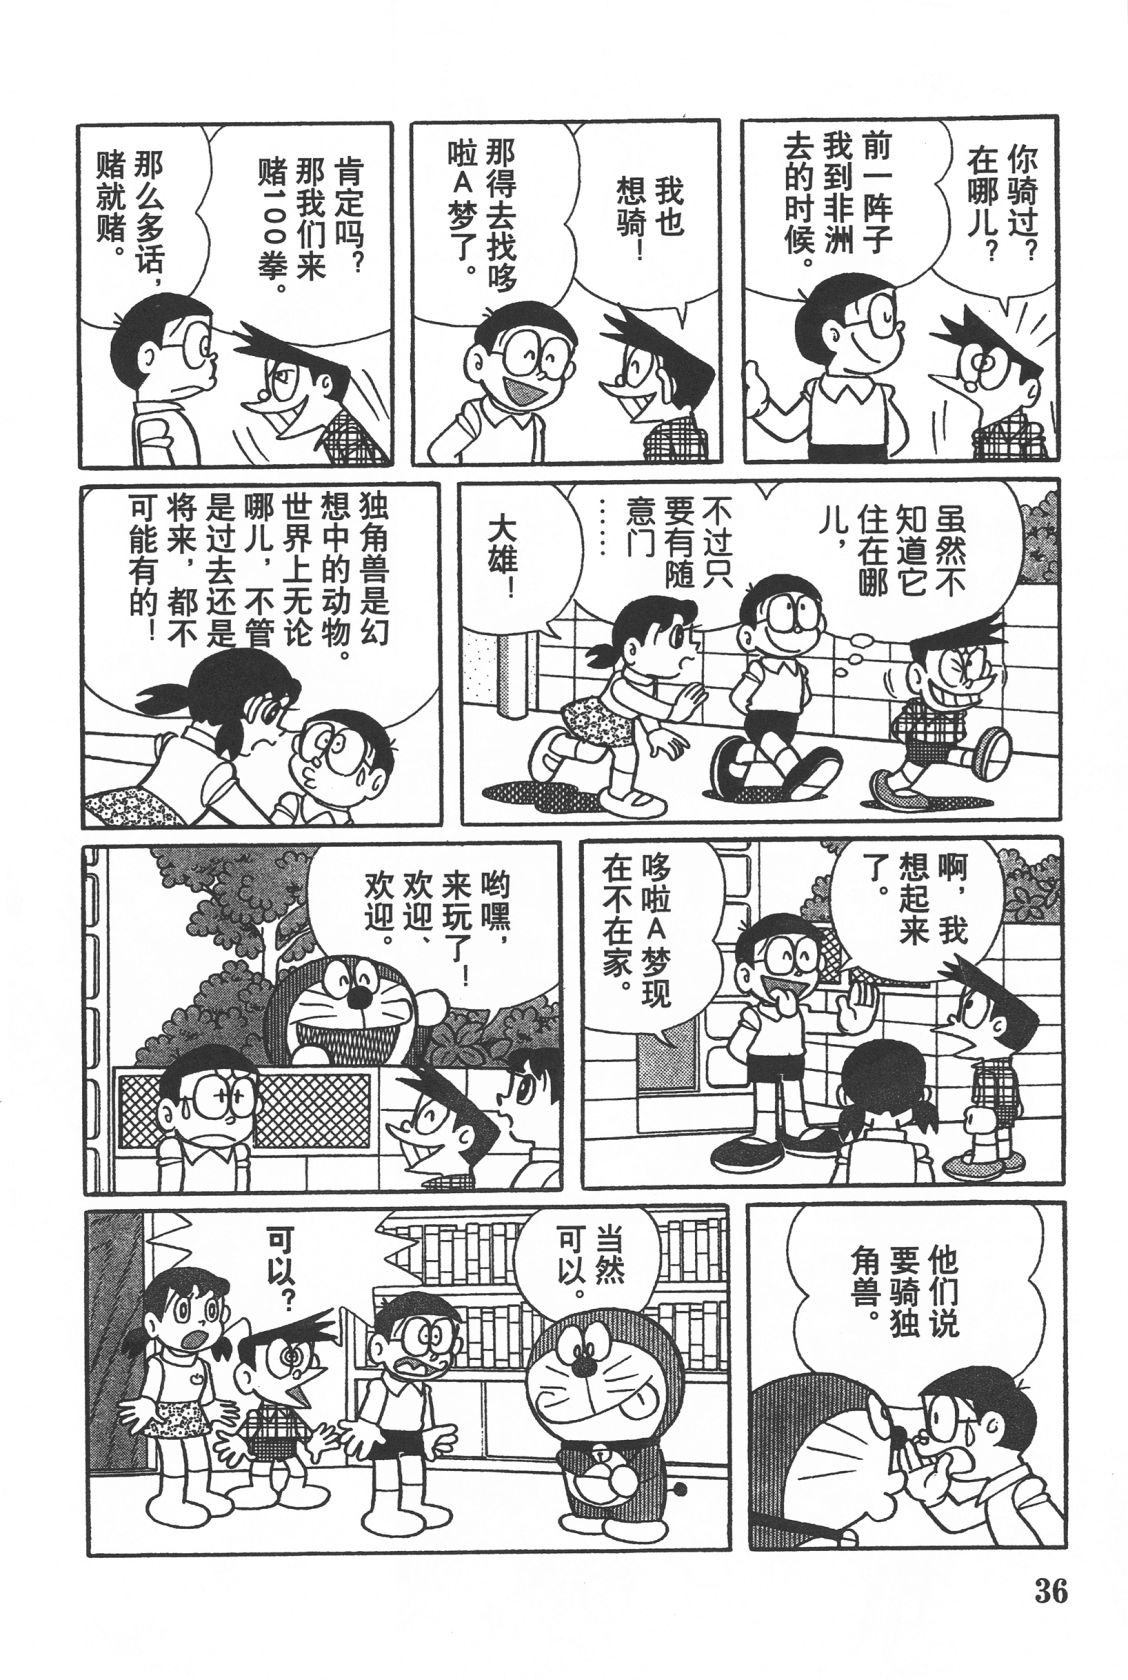 你骑过？
在哪儿？
前一阵子
我到非洲
去的时候。
我也
想骑！
那得去找哆
啦A梦了。
肯定吗？
那我们来
赌100拳。
那么多话，
赌就赌。
虽然不
知道它
住在哪
儿，
不过只
要有随
意门
……
大雄！
独角兽是幻
想中的动物。
世界上无论
哪儿，不管
是过去还是
将来，都不
可能有的！
啊，我
想起来
了。
哆啦A梦现
在不在家。
哟嘿，
来玩了！
欢迎、
欢迎。
他们说
要骑独
角兽。
当然
可以。
可以？
36